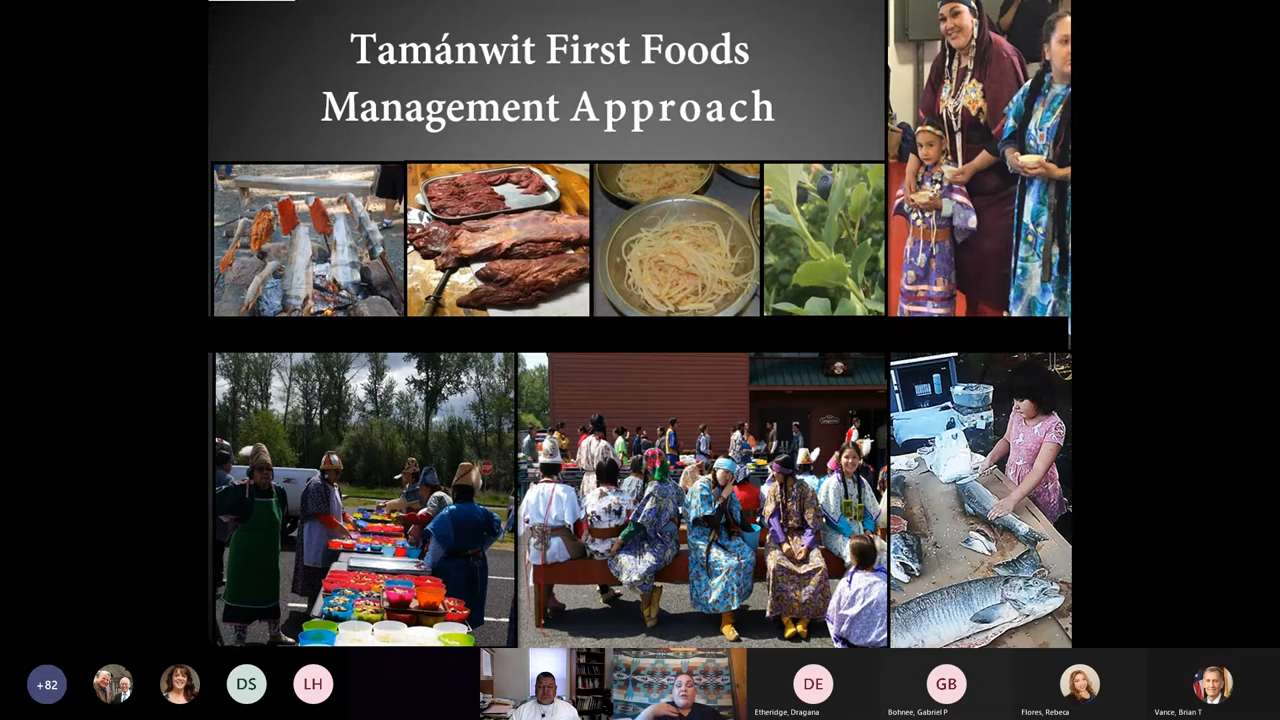 Tamánwit First Foods
Management Approach
+82
DS
LH
DE
GB
Etheridge, Dragana
Bohnee, Gabriel P
Flores, Rebeca
Vance, Brian T